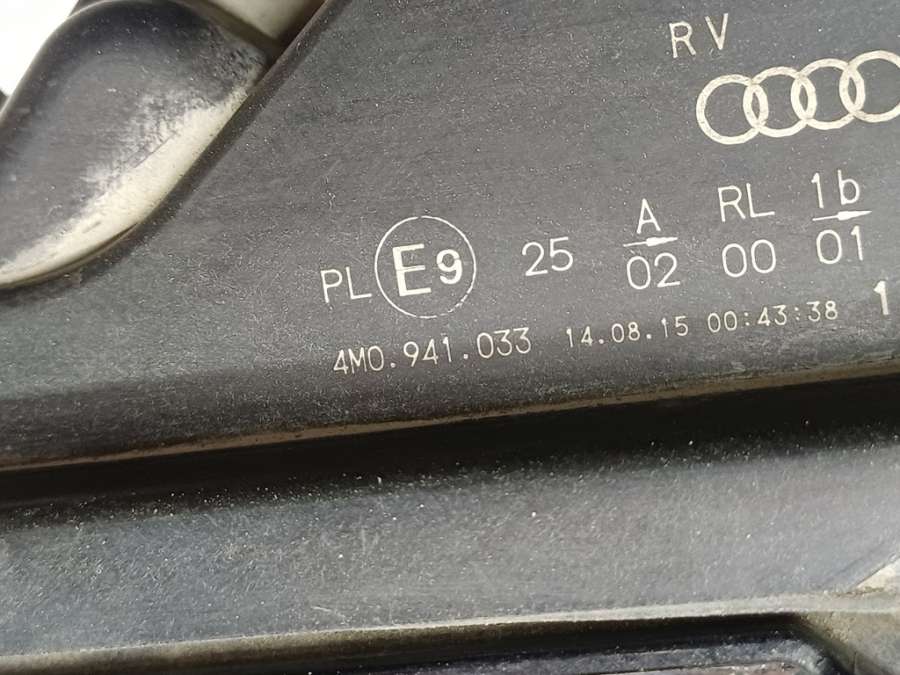 RV
A RL 1b
PL E9 25 02 00 01
4M0.941.033 14.08.15 00:43:38 1